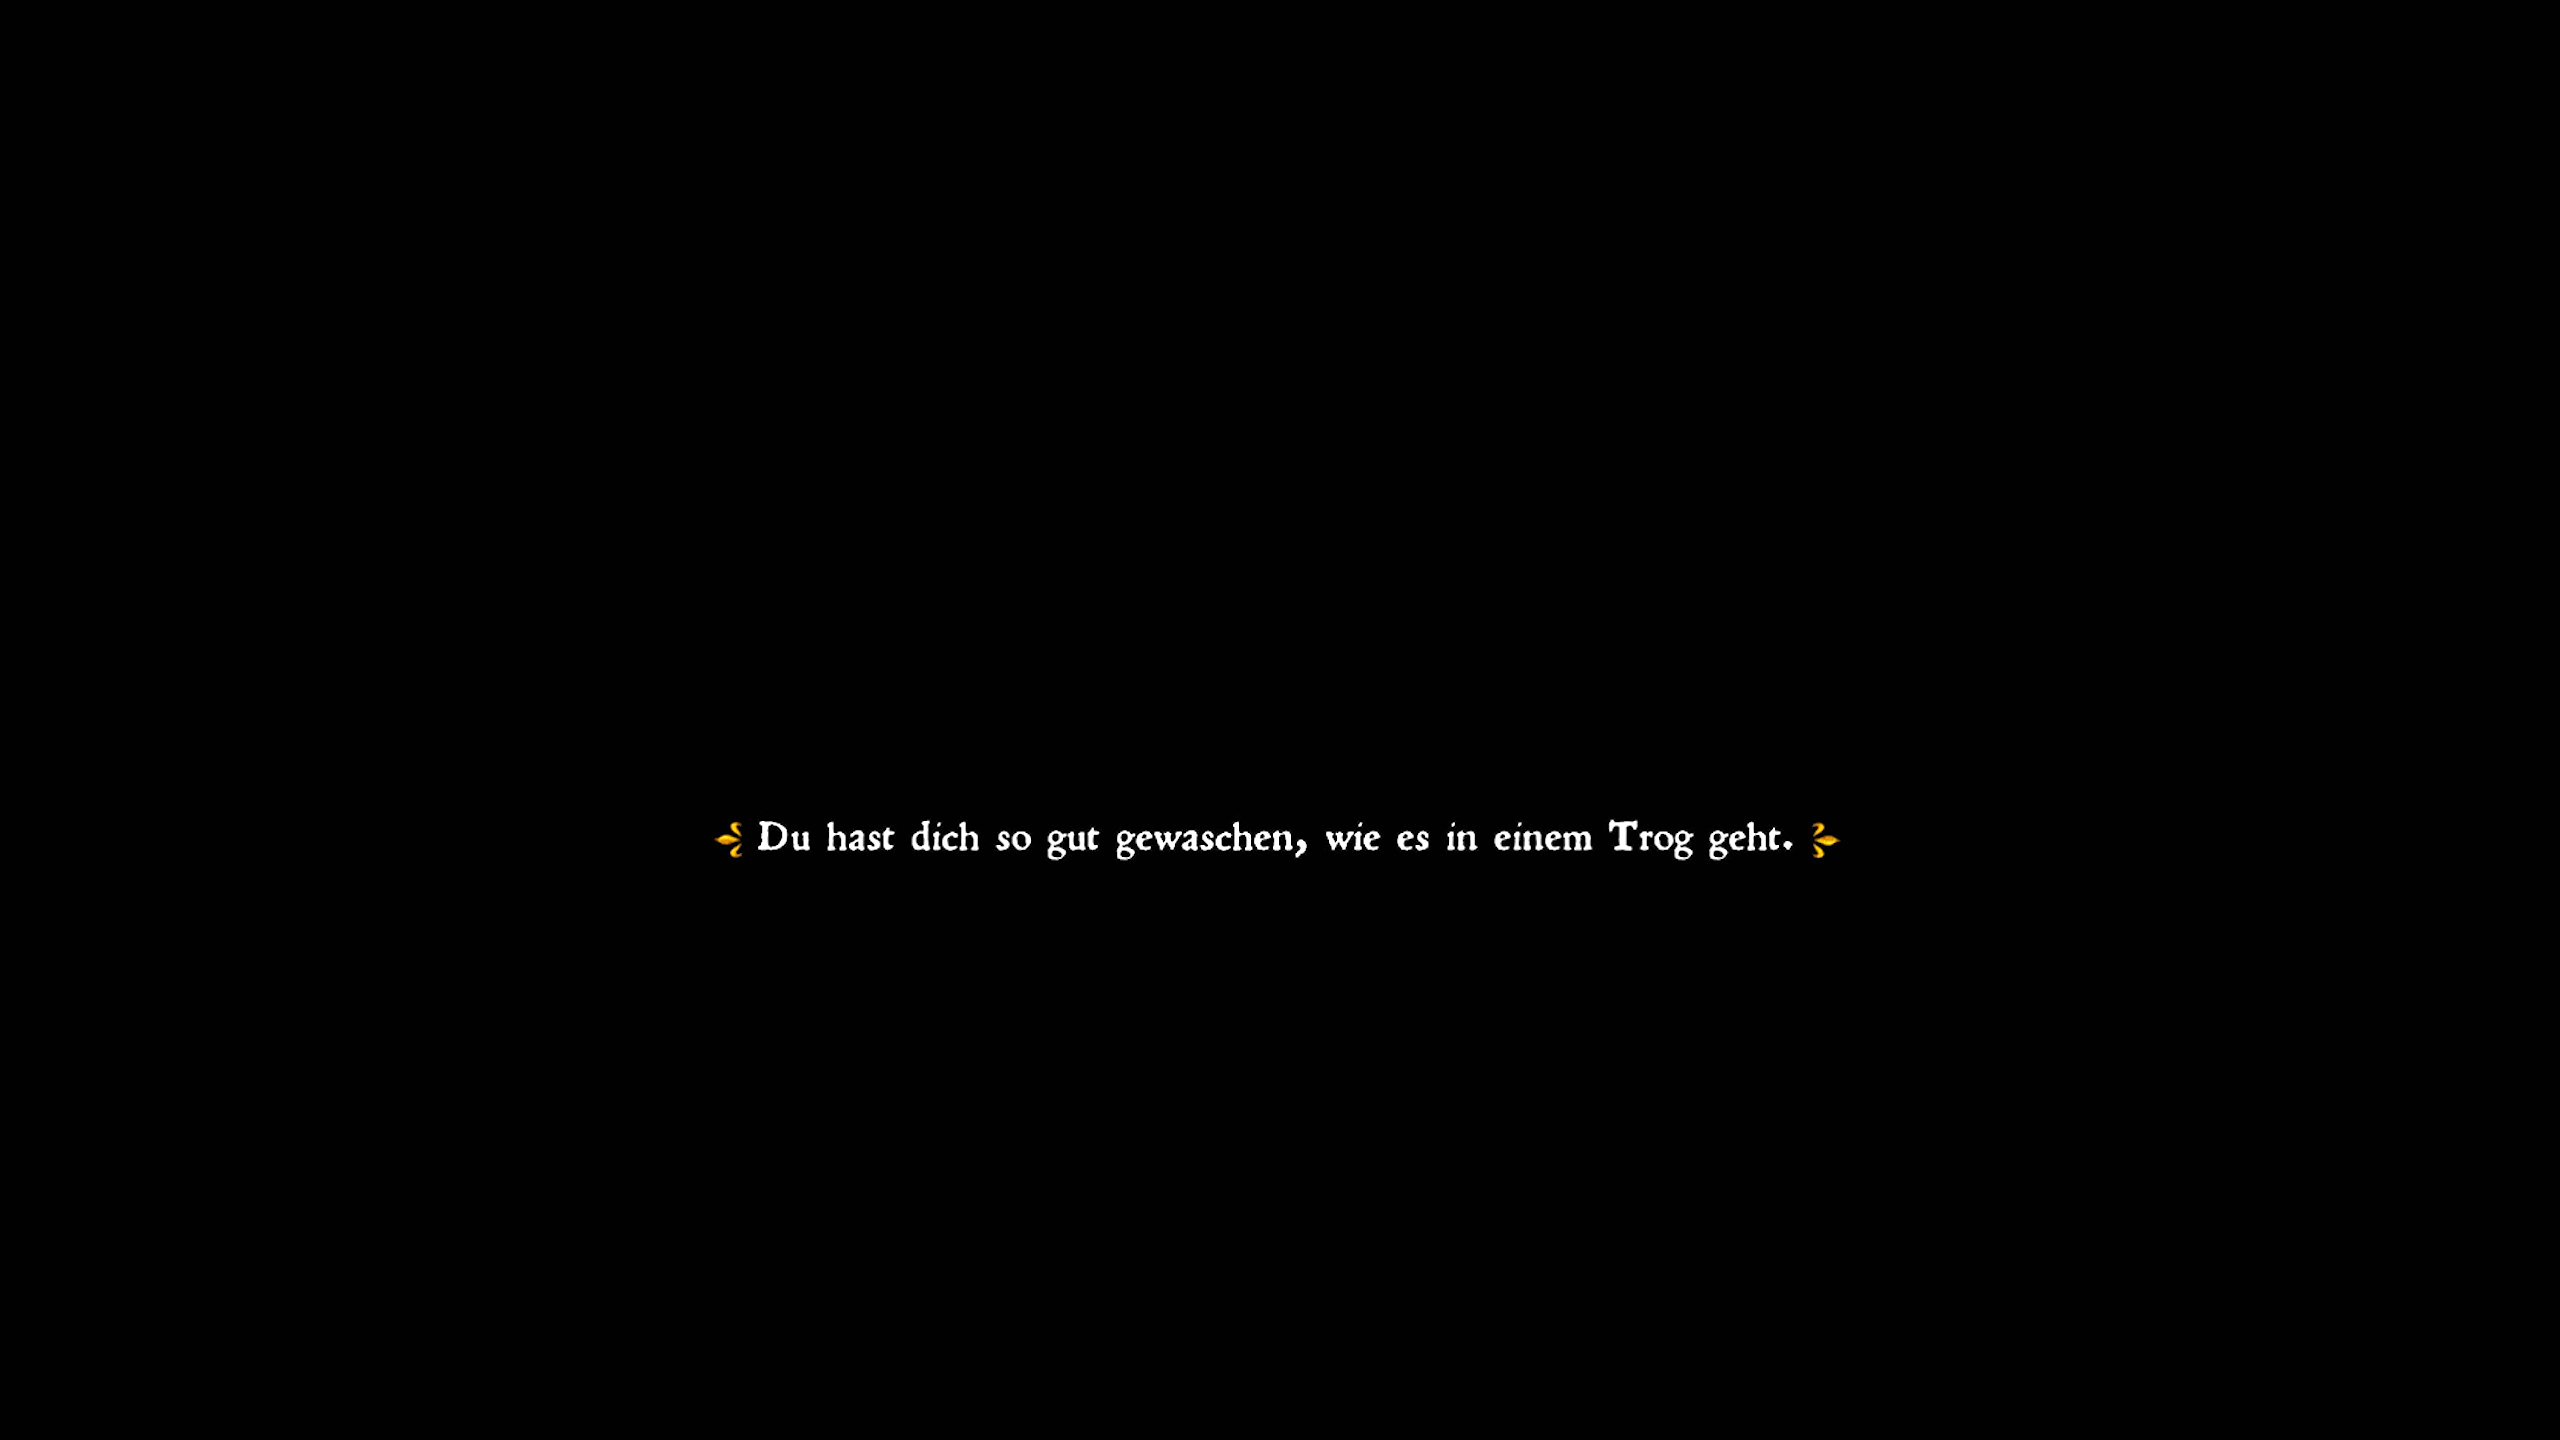 Du hast dich so gut gewaschen, wie es in einem Trog geht.